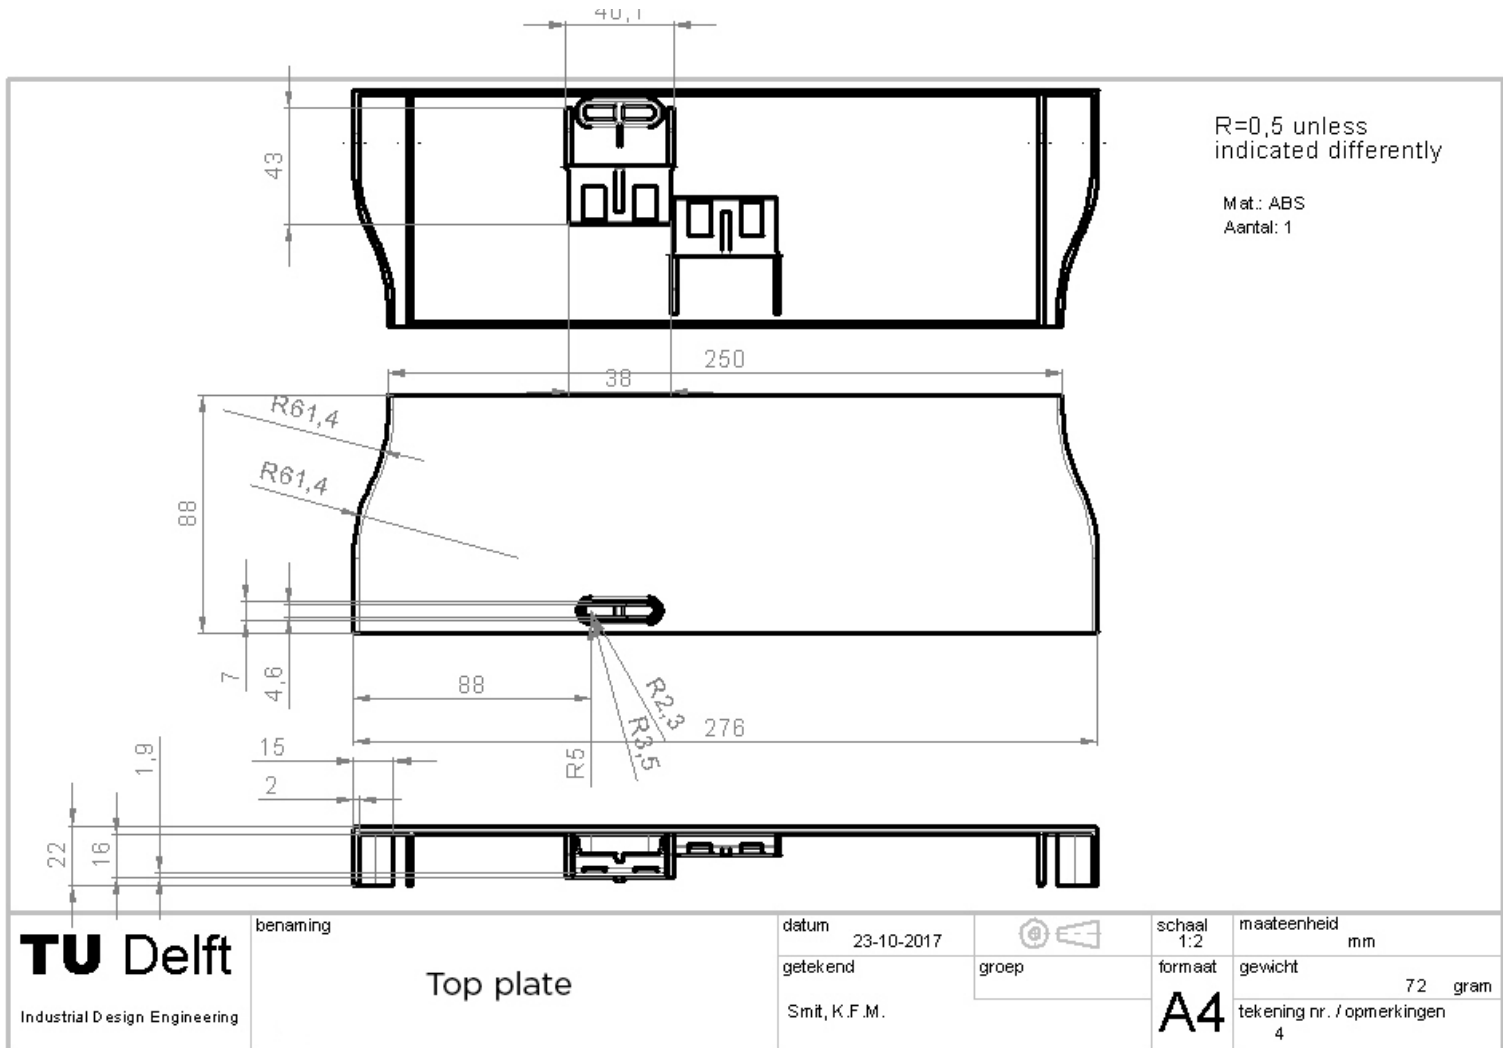 40,1
R=0,5 unless
indicated differently
43
Mat.: ABS
Aantal: 1
250
38
R61,4
R61,4
88
7
4,6
88
R2,3
R3,5
R5
276
15
1,9
2
22
16
TU Delft
Industrial Design Engineering
benaming
Top plate
datum
23-10-2017
getekend
groep
Smit, K.F.M.
schaal
1:2
formaat
A4
maateenheid
mm
gewicht
72 gram
tekening nr. / opmerkingen
4